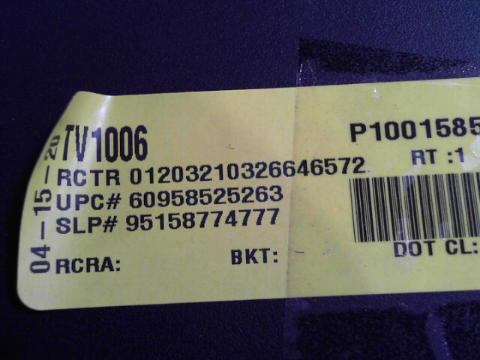 04-15-20
TV1006
P1001585
RCTR 01203210326646572
RT :1
UPC# 60958525263
SLP# 95158774777
RCRA:
BKT:
DOT CL: